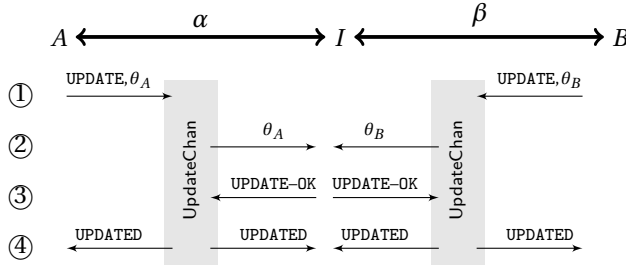 α β
A I B
① UPDATE, θ_A UPDATE, θ_B
UpdateChan UpdateChan
② θ_A θ_B
③ UPDATE–OK UPDATE–OK
④ UPDATED UPDATED UPDATED UPDATED